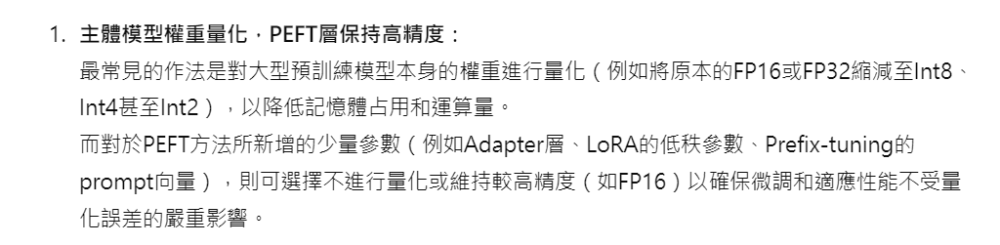 1. 主體模型權重量化，PEFT層保持高精度：
最常見的作法是對大型預訓練模型本身的權重進行量化（例如將原本的FP16或FP32縮減至Int8、
Int4甚至Int2），以降低記憶體占用和運算量。
而對於PEFT方法所新增的少量參數（例如Adapter層、LoRA的低秩參數、Prefix-tuning的
prompt向量），則可選擇不進行量化或維持較高精度（如FP16）以確保微調和適應性能不受量
化誤差的嚴重影響。